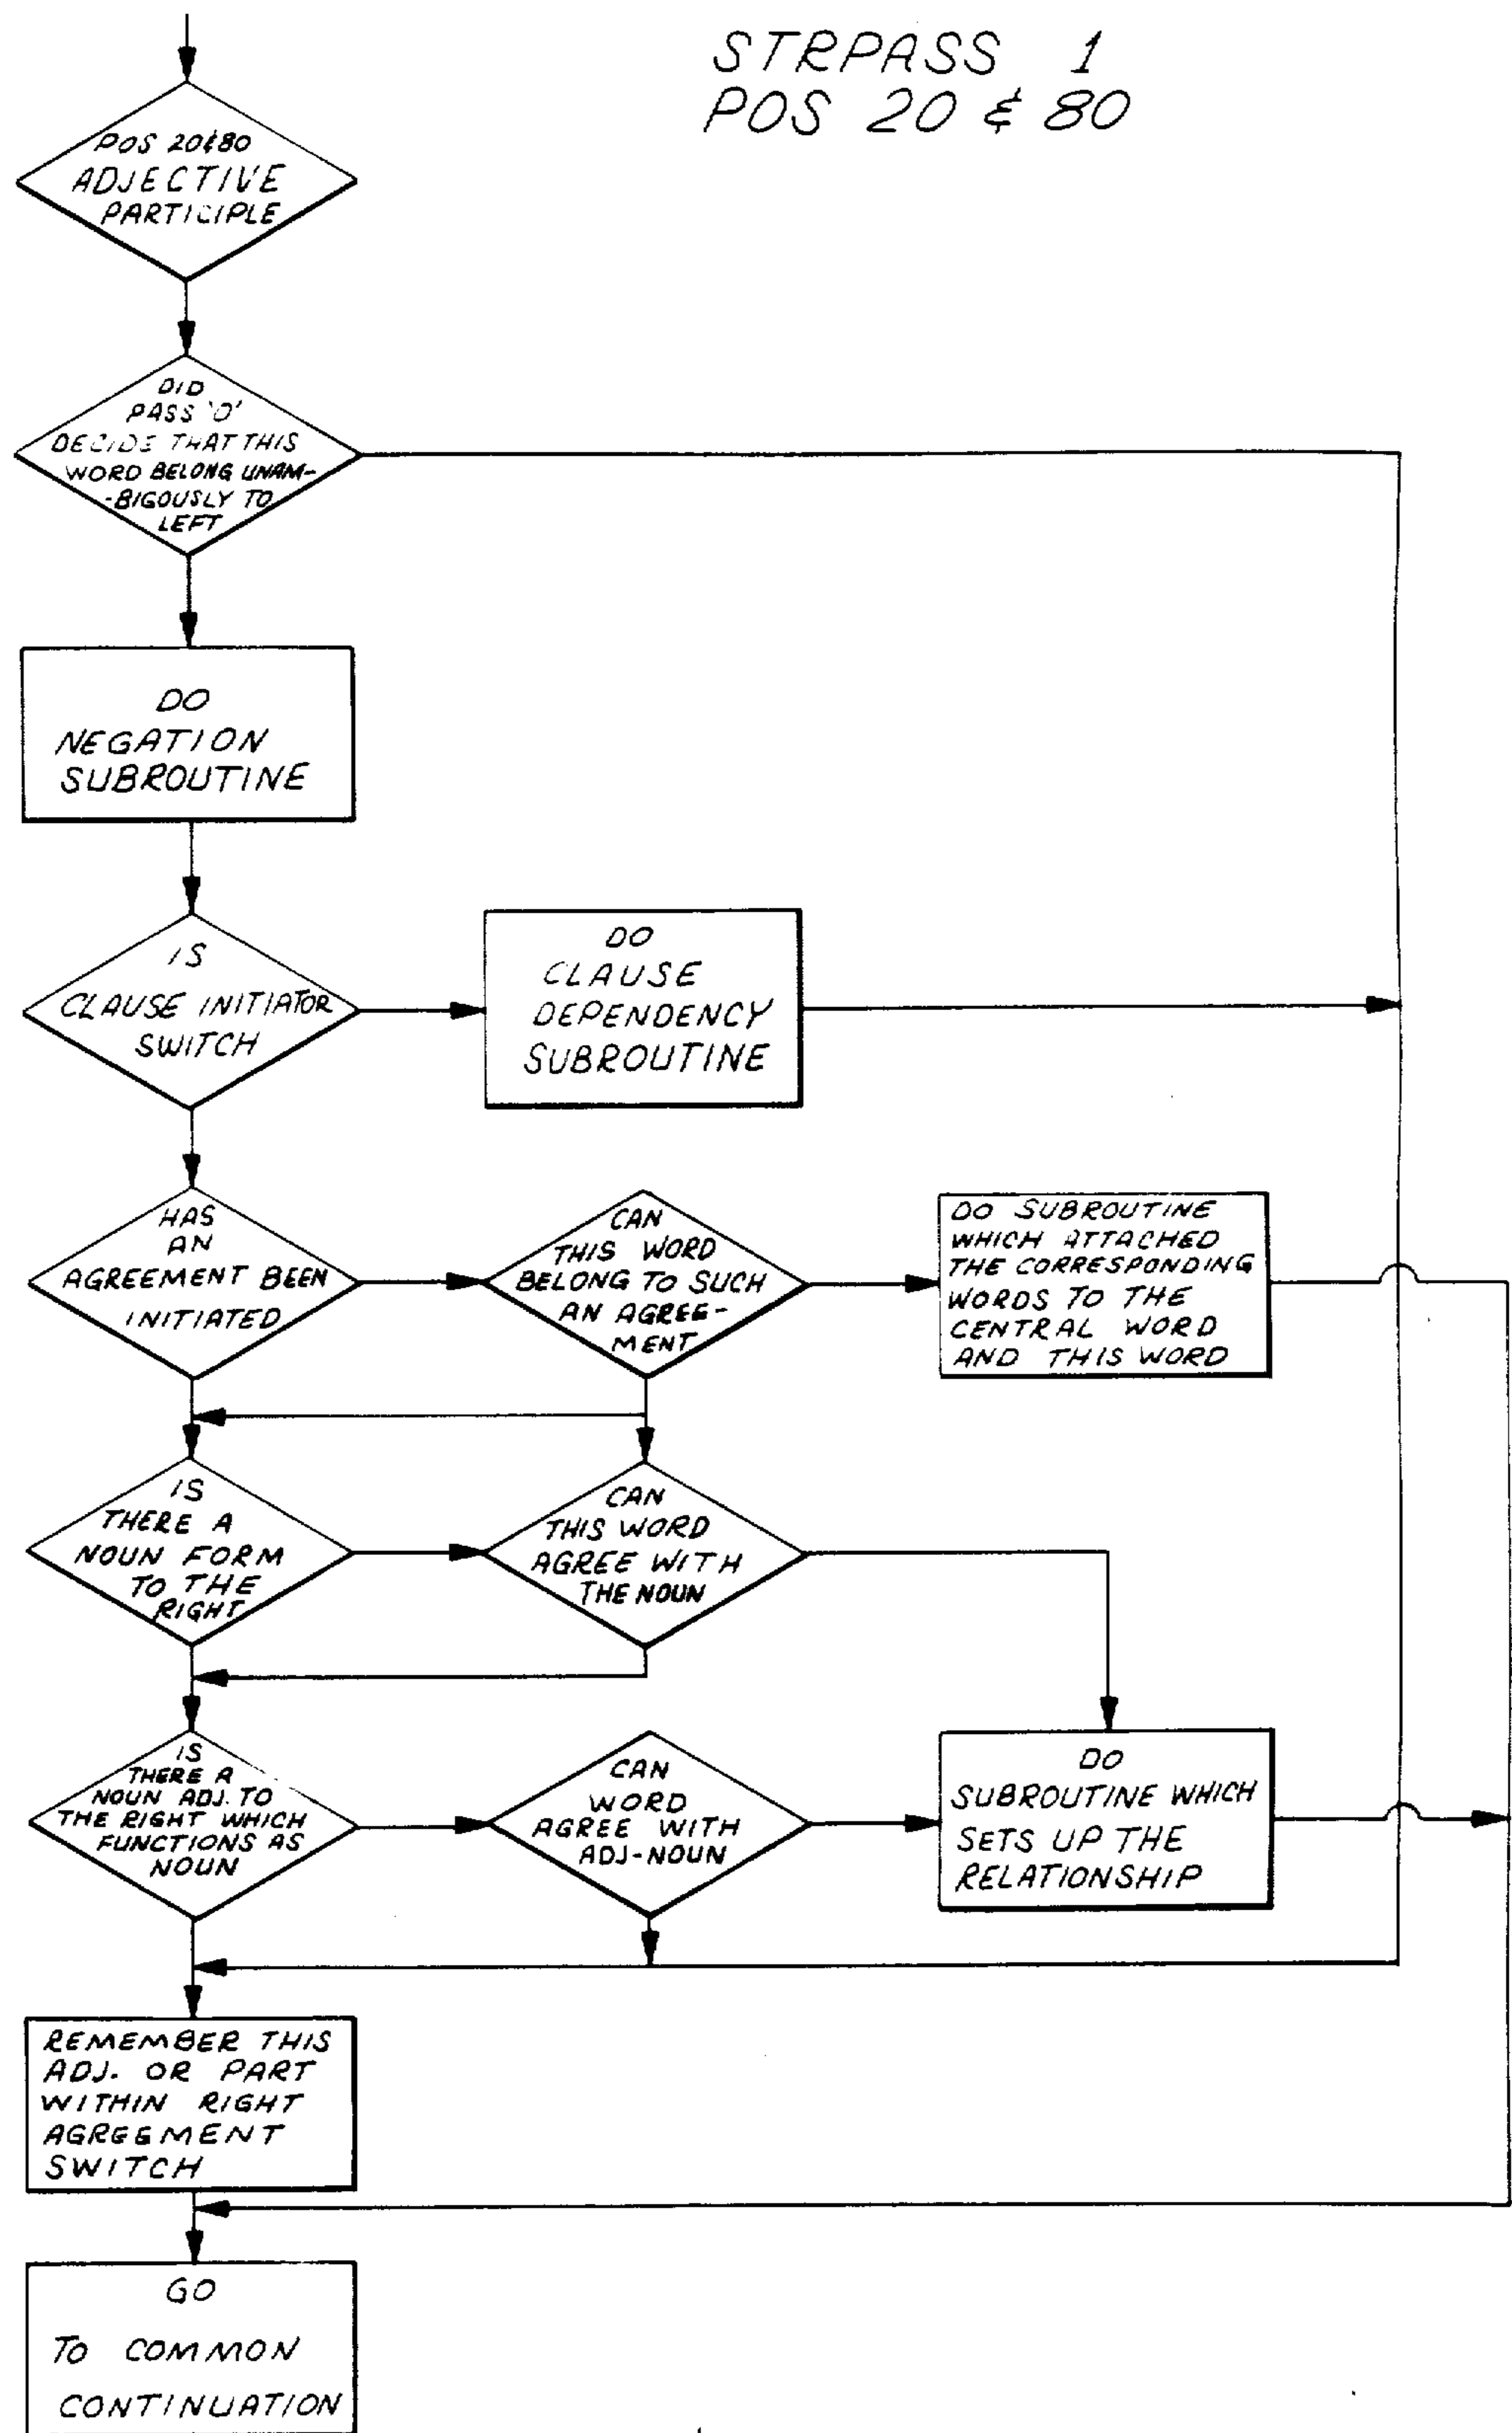 STRPASS 1
POS 20 & 80
POS 20&80
ADJECTIVE
PARTICIPLE
DID
PASS 'O'
DECIDE THAT THIS
WORD BELONG UNAM-
-BIGOUSLY TO
LEFT
DO
NEGATION
SUBROUTINE
IS
CLAUSE INITIATOR
SWITCH
DO
CLAUSE
DEPENDENCY
SUBROUTINE
HAS
AN
AGREEMENT BEEN
INITIATED
CAN
THIS WORD
BELONG TO SUCH
AN AGREE-
MENT
DO SUBROUTINE
WHICH ATTACHED
THE CORRESPONDING
WORDS TO THE
CENTRAL WORD
AND THIS WORD
IS
THERE A
NOUN FORM
TO THE
RIGHT
CAN
THIS WORD
AGREE WITH
THE NOUN
IS
THERE A
NOUN ADJ. TO
THE RIGHT WHICH
FUNCTIONS AS
NOUN
CAN
WORD
AGREE WITH
ADJ-NOUN
DO
SUBROUTINE WHICH
SETS UP THE
RELATIONSHIP
REMEMBER THIS
ADJ. OR PART
WITHIN RIGHT
AGREEMENT
SWITCH
GO
TO COMMON
CONTINUATION